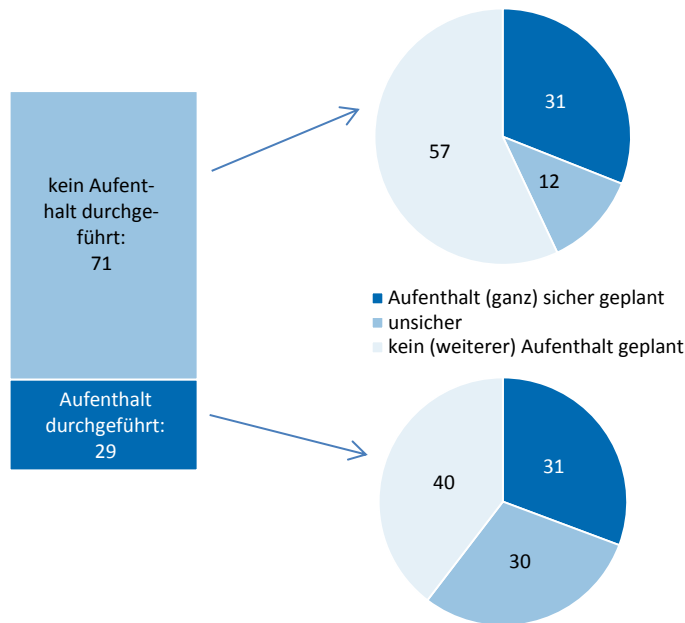 kein Aufent-
halt durchge-
führt:
71
Aufenthalt
durchgeführt:
29
31
12
57
Aufenthalt (ganz) sicher geplant
unsicher
kein (weiterer) Aufenthalt geplant
31
30
40